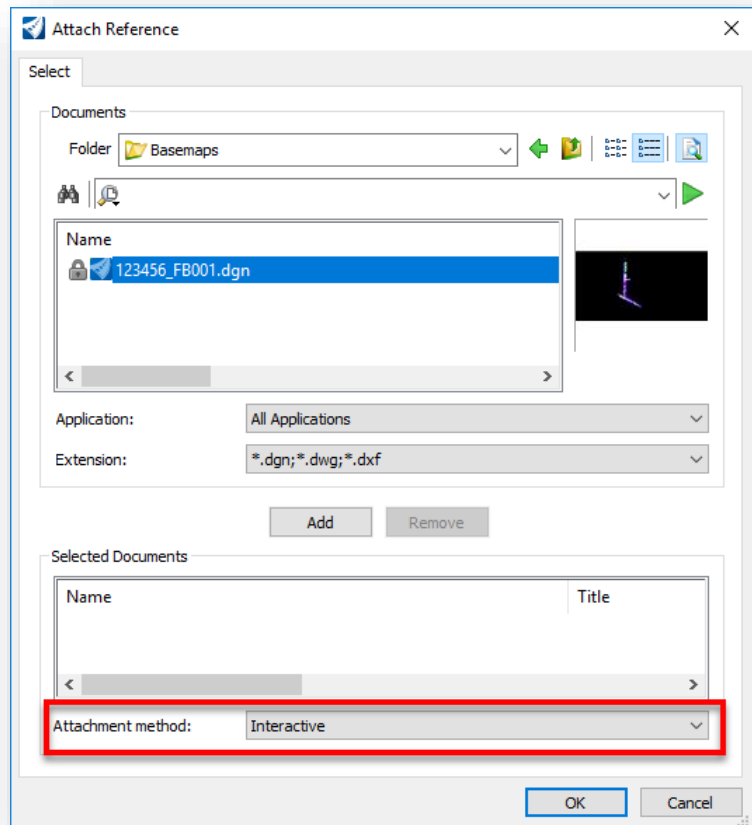 Attach Reference
Select
Documents
Folder Basemaps
Name
123456_FB001.dgn
Application: All Applications
Extension: *.dgn;*.dwg;*.dxf
Add Remove
Selected Documents
Name Title
Attachment method: Interactive
OK Cancel